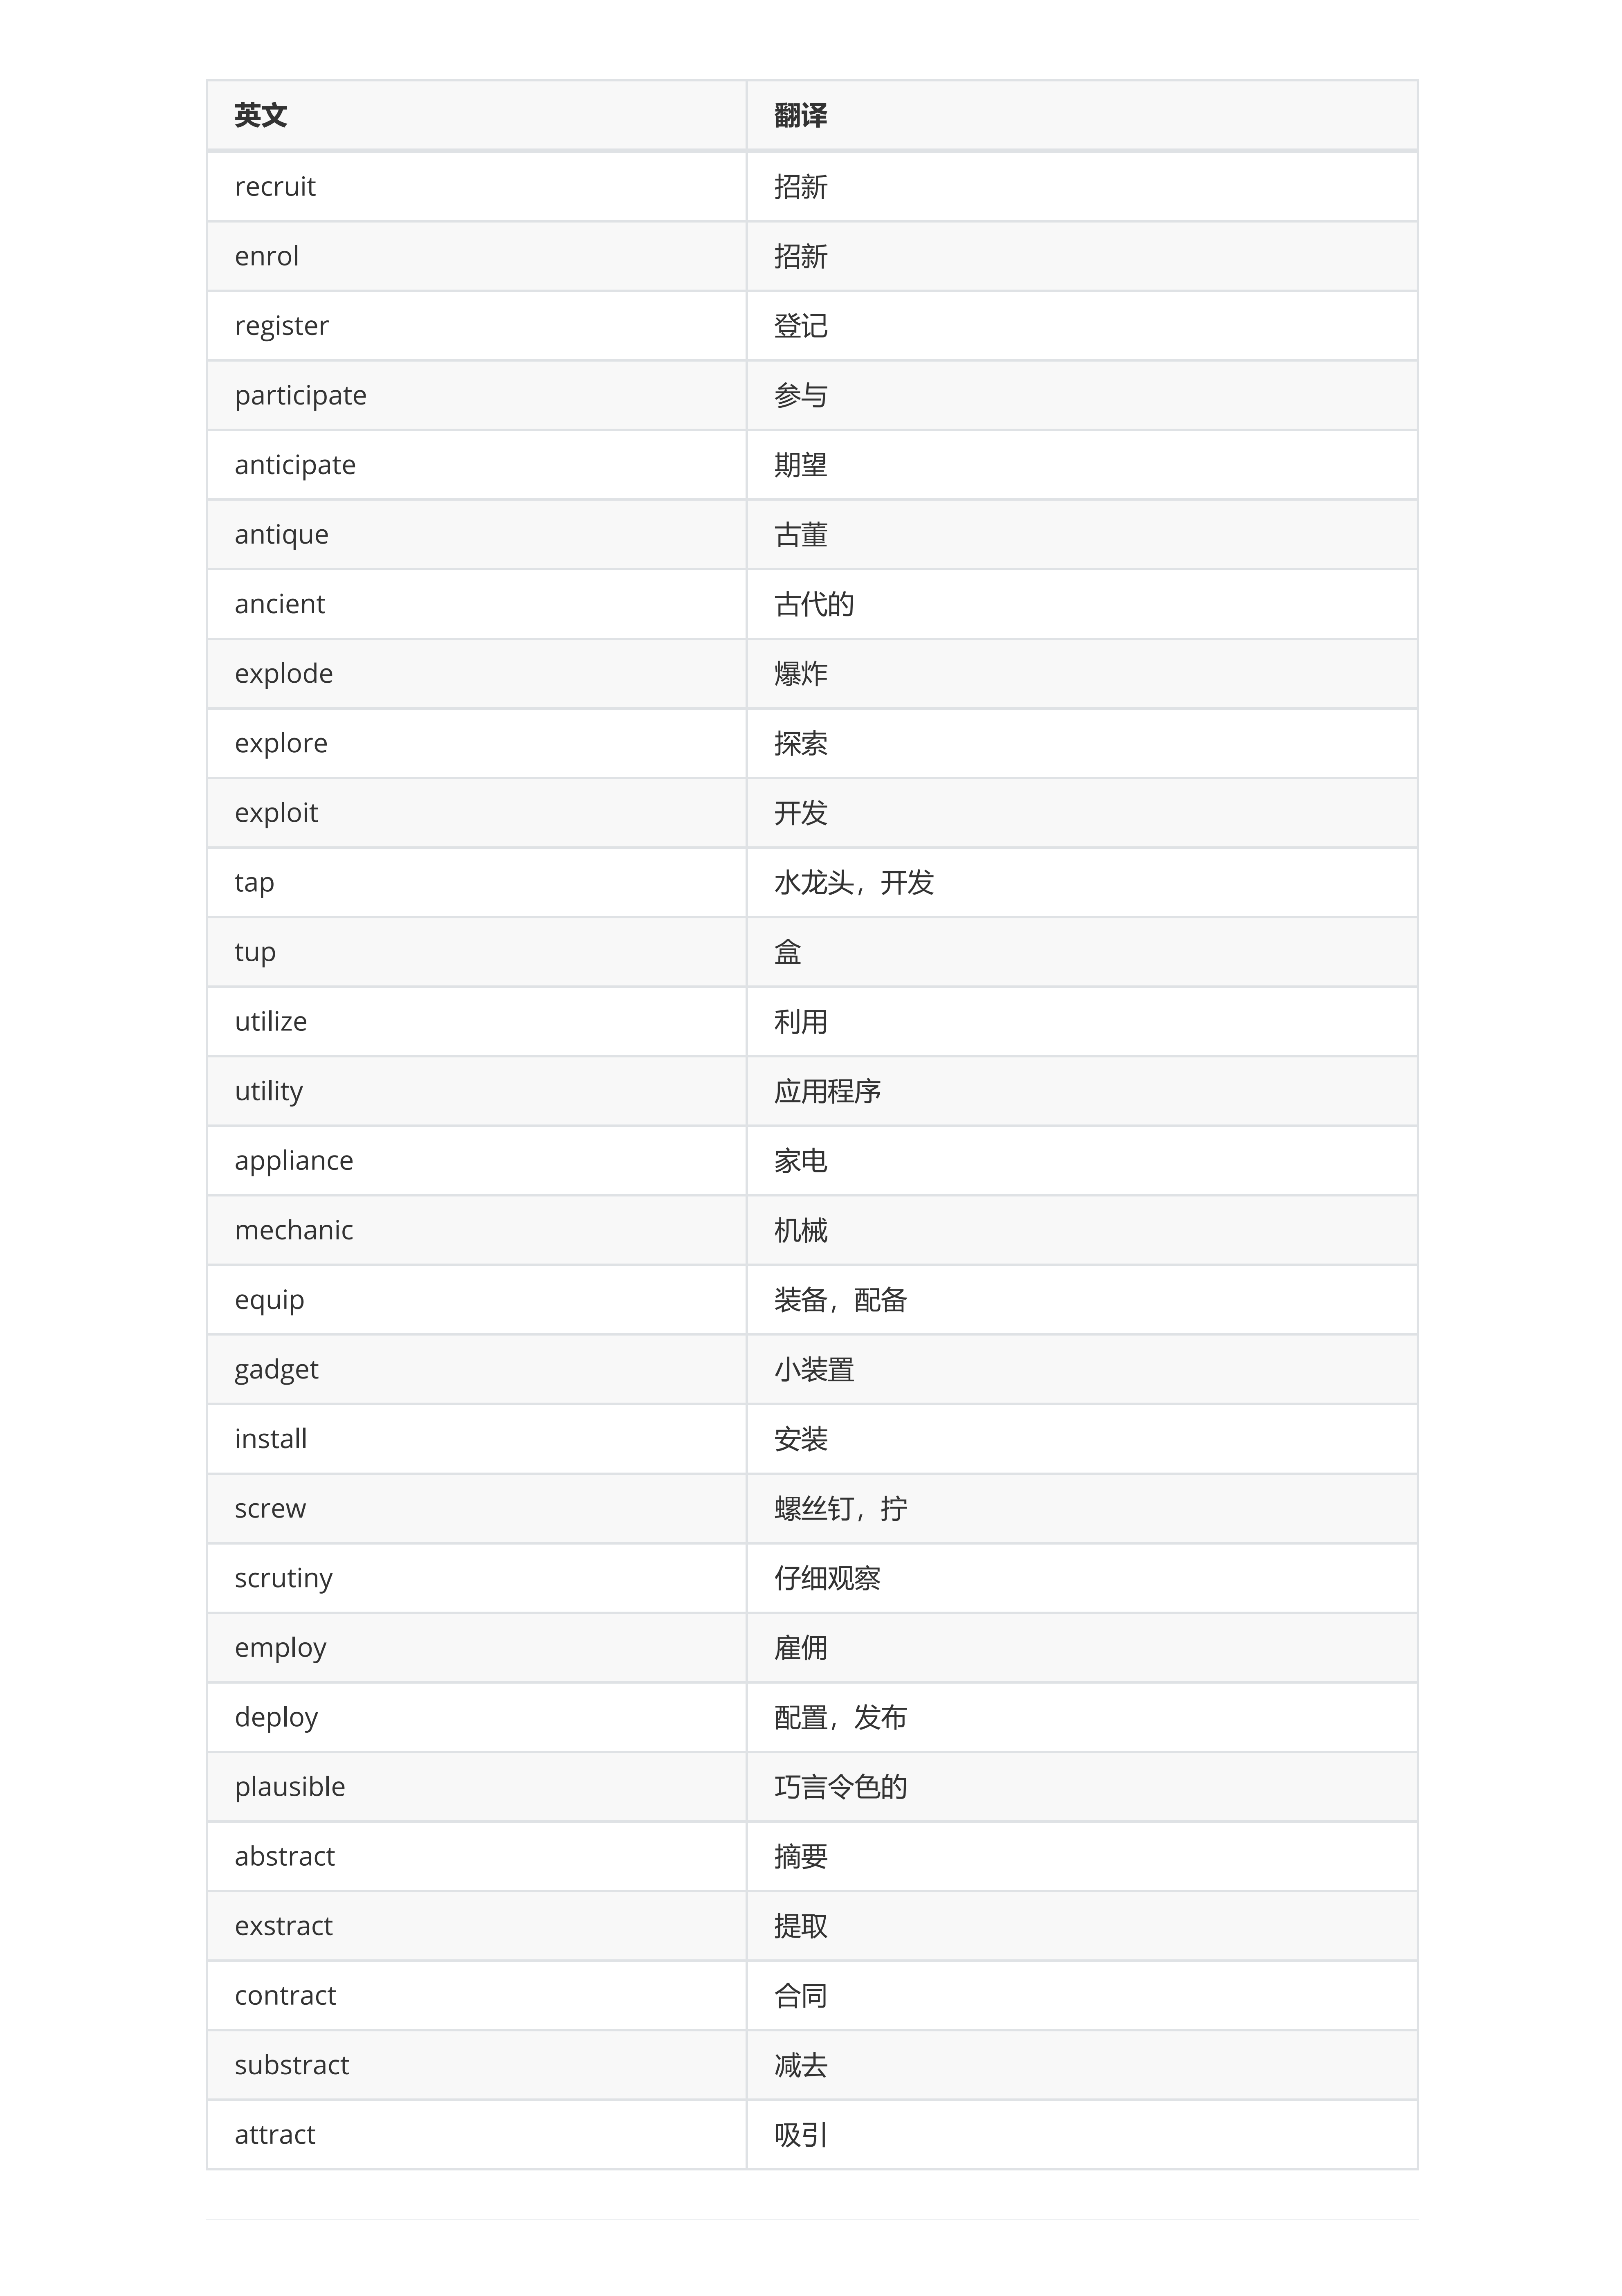 英文 翻译
recruit 招新
enrol 招新
register 登记
participate 参与
anticipate 期望
antique 古董
ancient 古代的
explode 爆炸
explore 探索
exploit 开发
tap 水龙头，开发
tup 盒
utilize 利用
utility 应用程序
appliance 家电
mechanic 机械
equip 装备，配备
gadget 小装置
install 安装
screw 螺丝钉，拧
scrutiny 仔细观察
employ 雇佣
deploy 配置，发布
plausible 巧言令色的
abstract 摘要
exstract 提取
contract 合同
substract 减去
attract 吸引